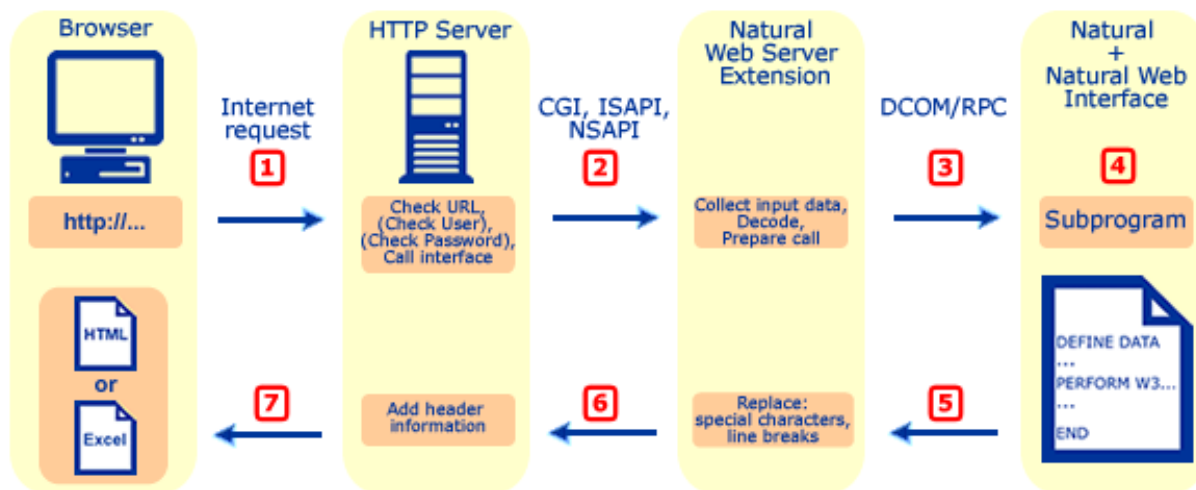 Browser
http://...
HTML
or
Excel
Internet
request
1
7
HTTP Server
Check URL,
(Check User),
(Check Password),
Call interface
Add header
information
CGI, ISAPI,
NSAPI
2
6
Natural
Web Server
Extension
Collect input data,
Decode,
Prepare call
Replace:
special characters,
line breaks
DCOM/RPC
3
5
Natural
+
Natural Web
Interface
4
Subprogram
DEFINE DATA
...
PERFORM W3...
...
END